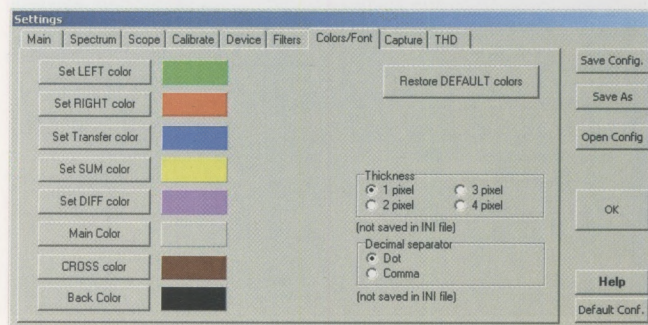 Settings
Main Spectrum Scope Calibrate Device Filters Colors/Font Capture THD
Set LEFT color
Set RIGHT color
Set Transfer color
Set SUM color
Set DIFF color
Main Color
CROSS color
Back Color
Restore DEFAULT colors
Thickness
1 pixel 3 pixel
2 pixel 4 pixel
(not saved in INI file)
Decimal separator
Dot
Comma
(not saved in INI file)
Save Config.
Save As
Open Config
OK
Help
Default Conf.